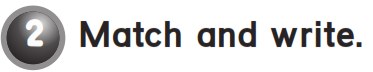 2 Match and write.